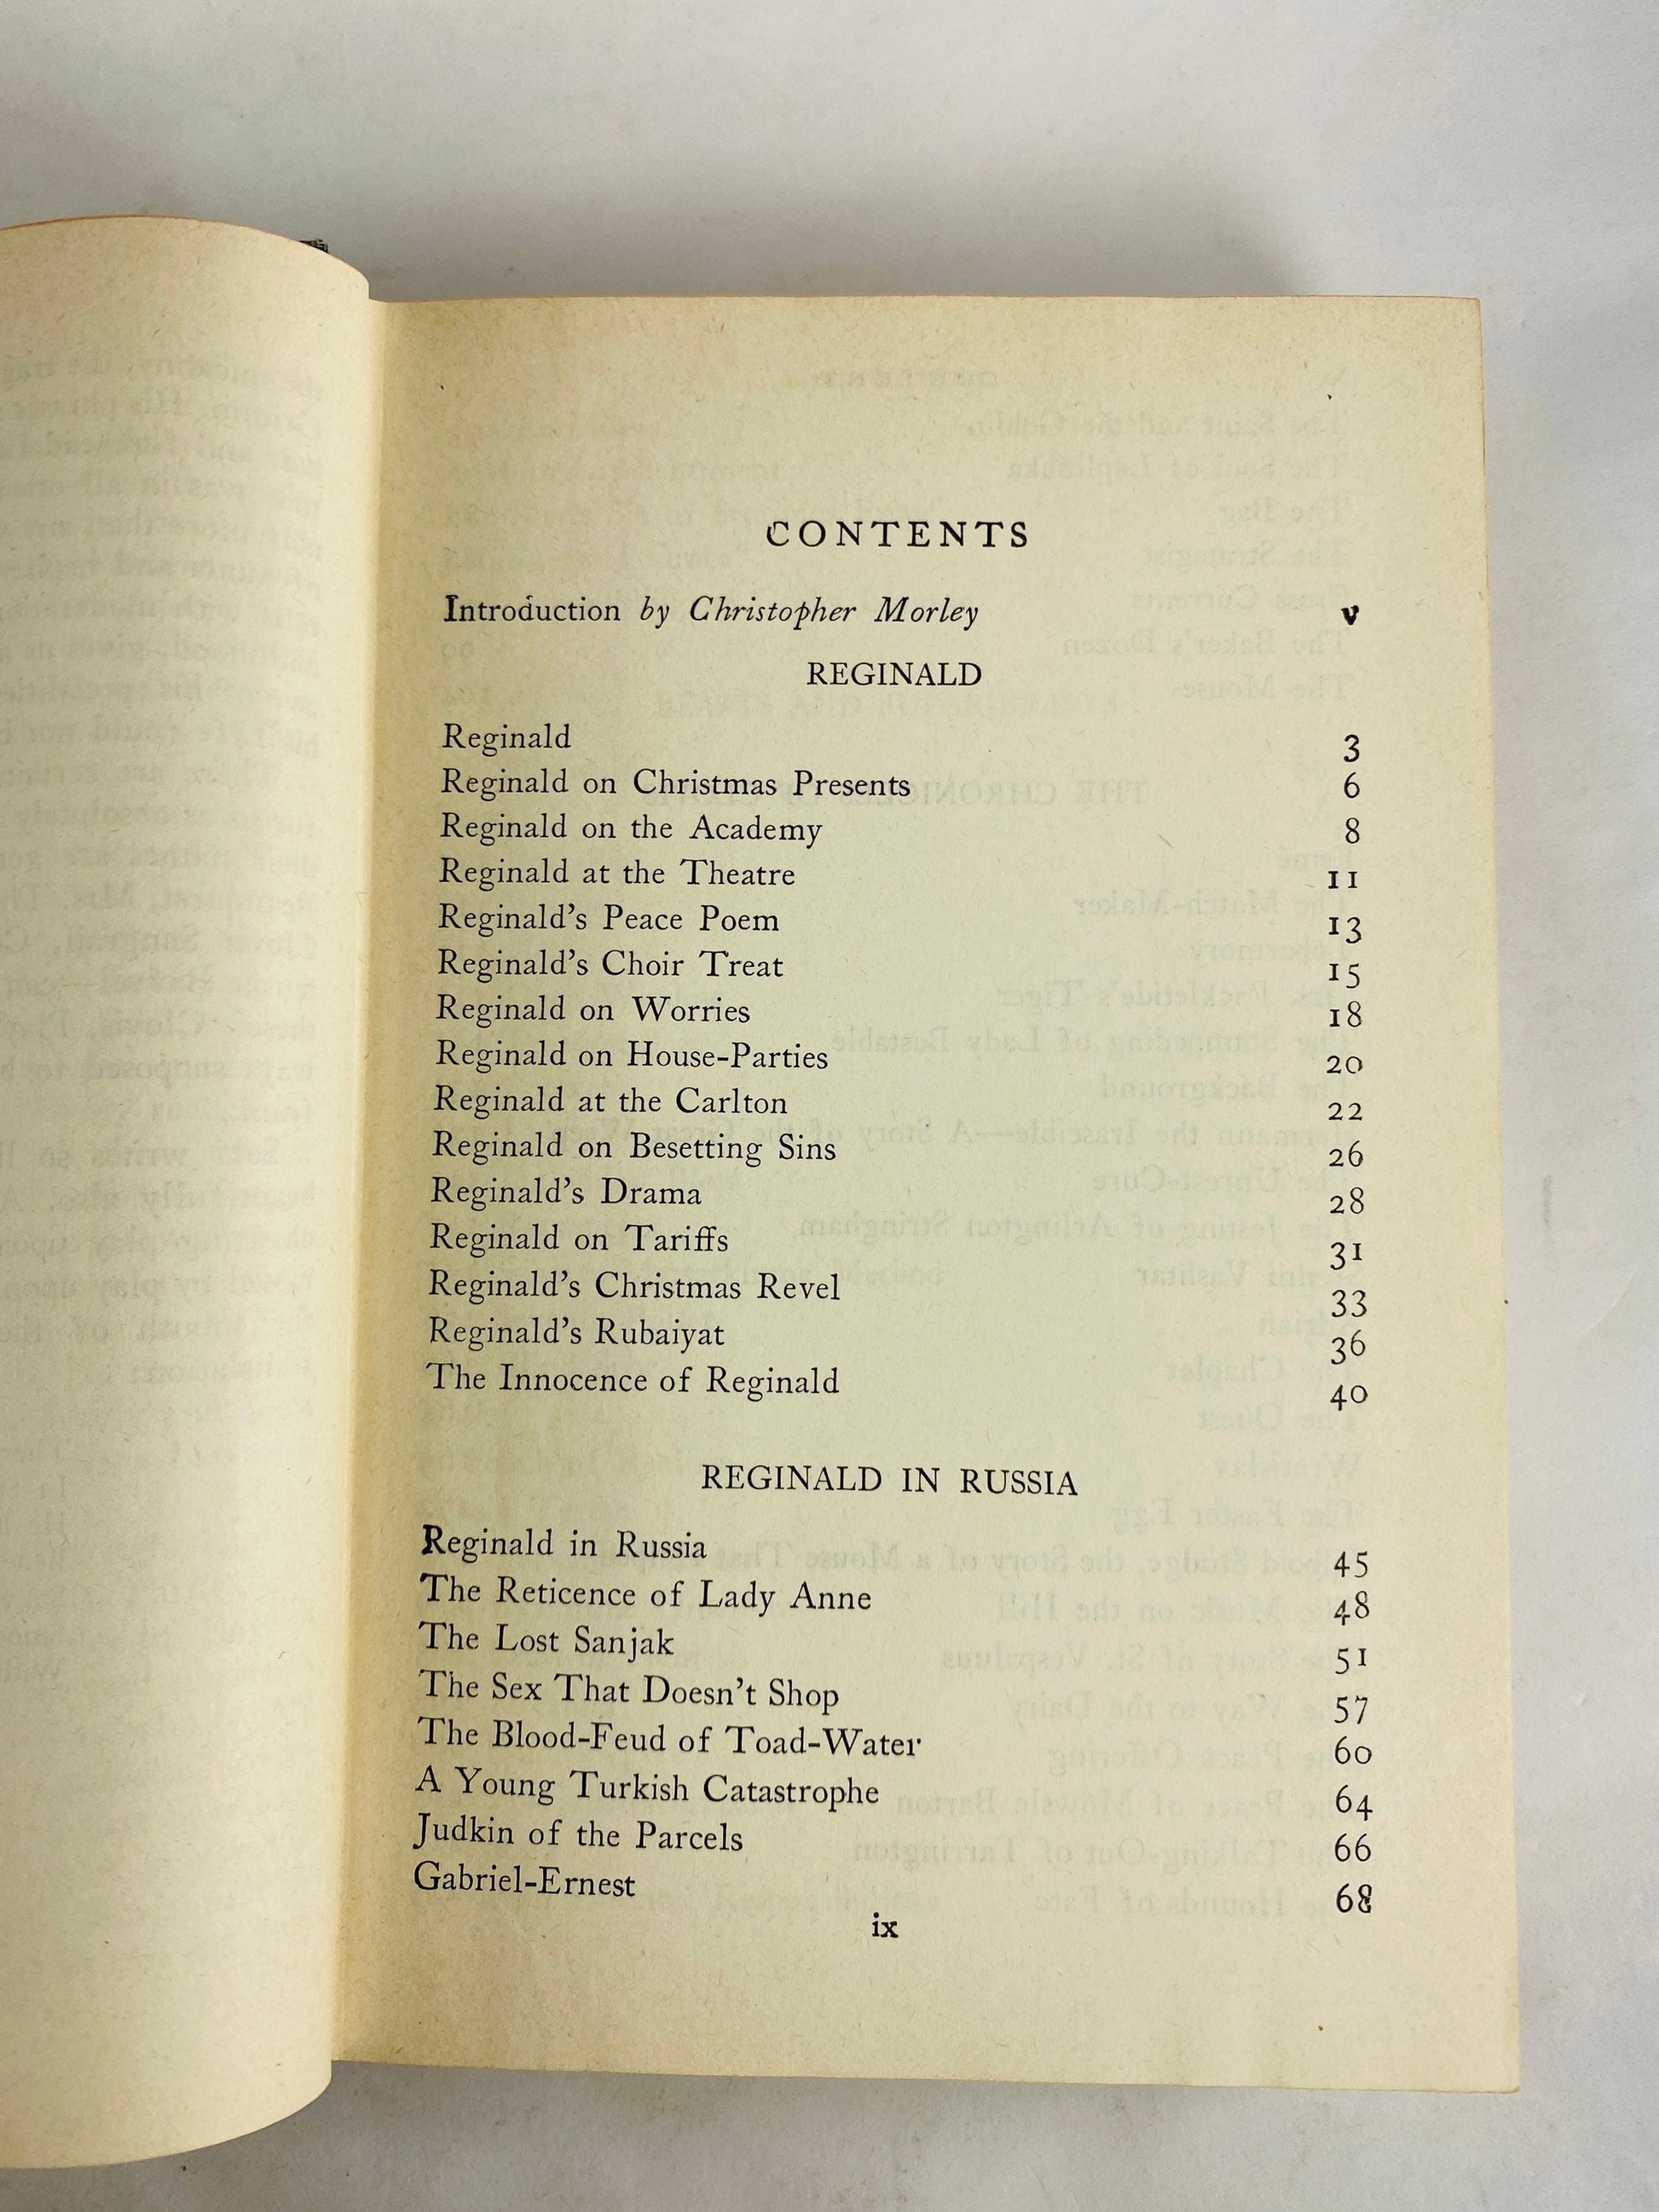 CONTENTS
Introduction by Christopher Morley v
REGINALD
Reginald 3
Reginald on Christmas Presents 6
Reginald on the Academy 8
Reginald at the Theatre 11
Reginald's Peace Poem 13
Reginald's Choir Treat 15
Reginald on Worries 18
Reginald on House-Parties 20
Reginald at the Carlton 22
Reginald on Besetting Sins 26
Reginald's Drama 28
Reginald on Tariffs 31
Reginald's Christmas Revel 33
Reginald's Rubaiyat 36
The Innocence of Reginald 40
REGINALD IN RUSSIA
Reginald in Russia 45
The Reticence of Lady Anne 48
The Lost Sanjak 51
The Sex That Doesn't Shop 57
The Blood-Feud of Toad-Water 60
A Young Turkish Catastrophe 64
Judkin of the Parcels 66
Gabriel-Ernest 68
ix